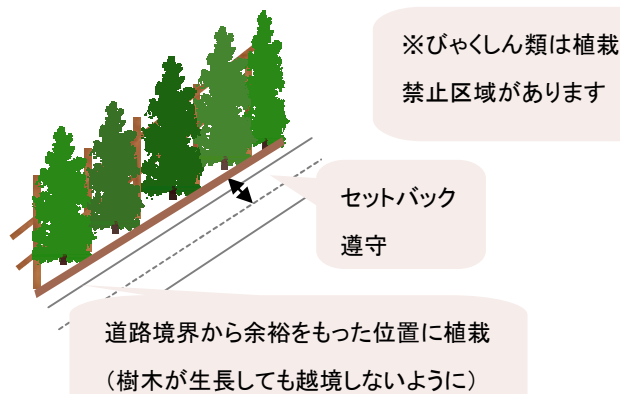 ※びゃくしん類は植栽
禁止区域があります
セットバック
遵守
道路境界から余裕をもった位置に植栽
（樹木が生長しても越境しないように）